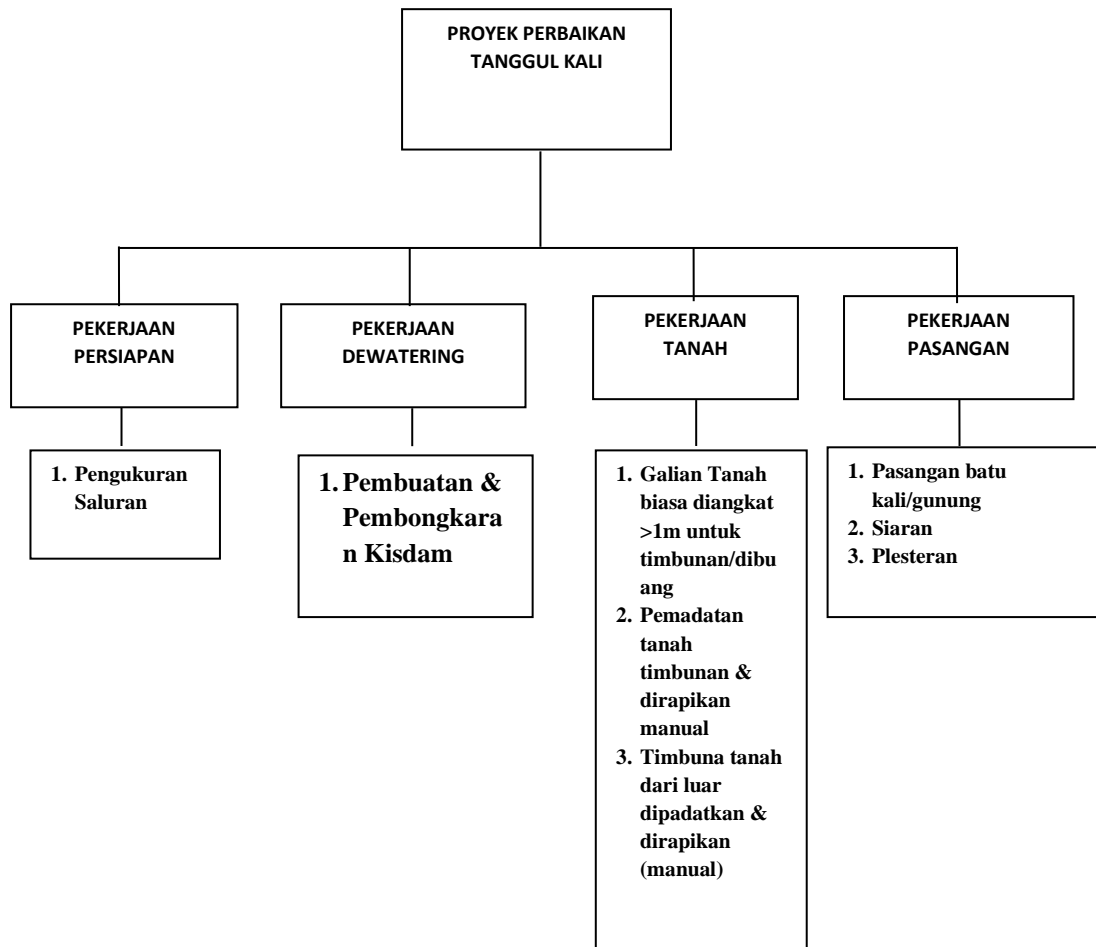 PROYEK PERBAIKAN
TANGGUL KALI
PEKERJAAN
PERSIAPAN
PEKERJAAN
DEWATERING
PEKERJAAN
TANAH
PEKERJAAN
PASANGAN
1. Pengukuran
Saluran
1. Pembuatan &
Pembongkara
n Kisdam
1. Galian Tanah
biasa diangkat
>1m untuk
timbunan/dibu
ang
2. Pemadatan
tanah
timbunan &
dirapikan
manual
3. Timbuna tanah
dari luar
dipadatkan &
dirapikan
(manual)
1. Pasangan batu
kali/gunung
2. Siaran
3. Plesteran